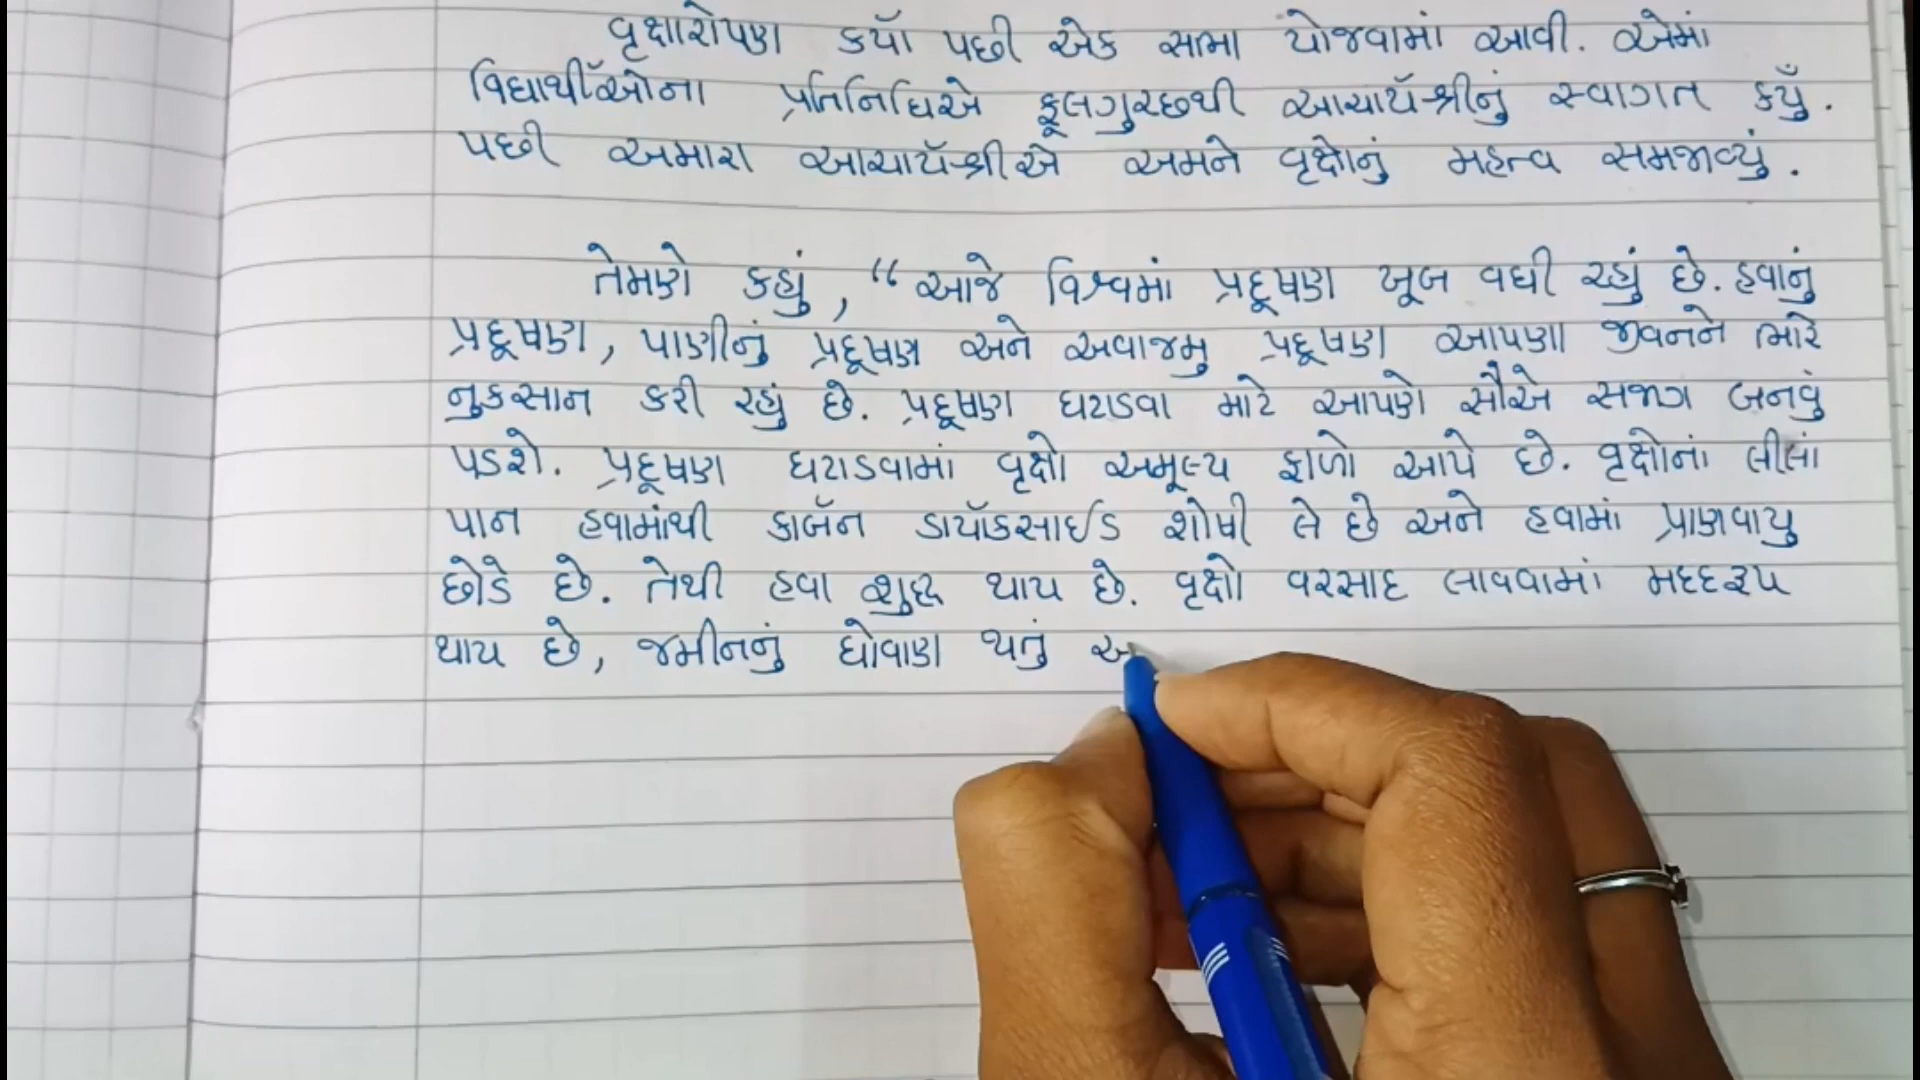 વૃક્ષારોપણ કર્યા પછી એક સભા યોજવામાં આવી. એમાં
વિદ્યાર્થીઓના પ્રતિનિધિએ ફૂલગુચ્છથી આચાર્યશ્રીનું સ્વાગત કર્યું.
પછી અમારા આચાર્યશ્રીએ અમને વૃક્ષોનું મહત્વ સમજાવ્યું.
તેમણે કહ્યું, “આજે વિશ્વમાં પ્રદૂષણ ખૂબ વધી રહ્યું છે. હવાનું
પ્રદૂષણ, પાણીનું પ્રદૂષણ અને અવાજમુ પ્રદૂષણ આપણા જીવનને ભારે
નુકસાન કરી રહ્યું છે. પ્રદૂષણ ઘટાડવા માટે આપણે સૌએ સજાગ બનવું
પડશે. પ્રદૂષણ ઘટાડવામાં વૃક્ષો અમૂલ્ય ફાળો આપે છે. વૃક્ષોનાં લીલાં
પાન હવામાંથી કાર્બન ડાયૉકસાઈડ શોષી લે છે અને હવામાં પ્રાણવાયુ
છોડે છે. તેથી હવા શુદ્ધ થાય છે. વૃક્ષો વરસાદ લાવવામાં મદદરૂપ
થાય છે, જમીનનું ધોવાણ થતું અ